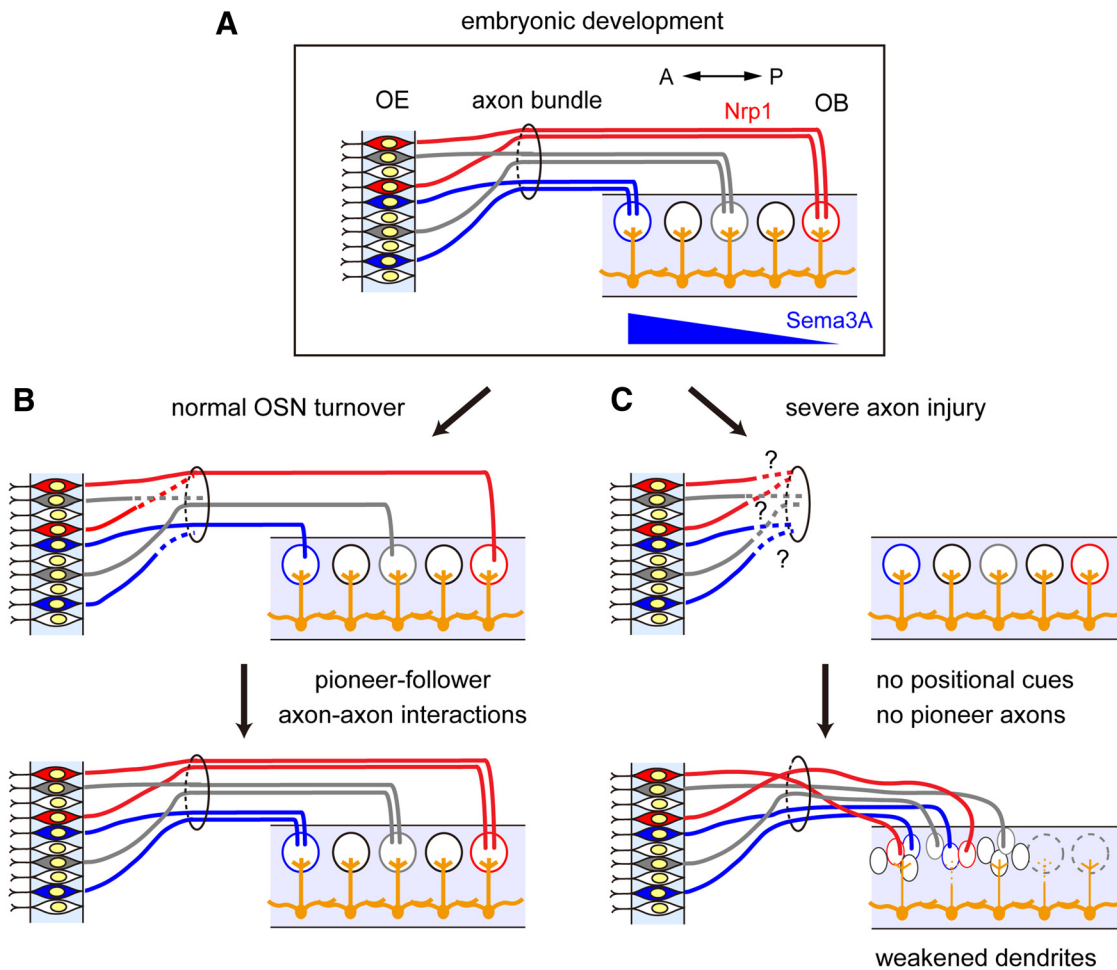 A
embryonic development
A P
OE
axon bundle
Nrp1
OB
Sema3A
B
normal OSN turnover
C
severe axon injury
?
?
?
pioneer-follower
axon-axon interactions
no positional cues
no pioneer axons
weakened dendrites